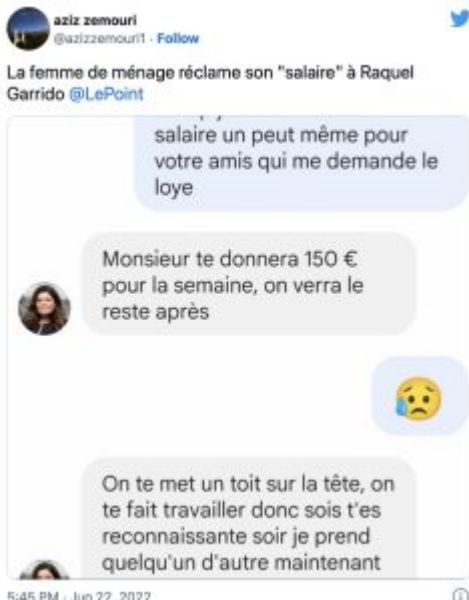 aziz zemouri
@azizzemouri1 · Follow
La femme de ménage réclame son "salaire" à Raquel
Garrido @LePoint
salaire un peut même pour
votre amis qui me demande le
loye
Monsieur te donnera 150 €
pour la semaine, on verra le
reste après
On te met un toit sur la tête, on
te fait travailler donc sois t'es
reconnaissante soir je prend
quelqu'un d'autre maintenant
5:45 PM · Jun 22, 2022